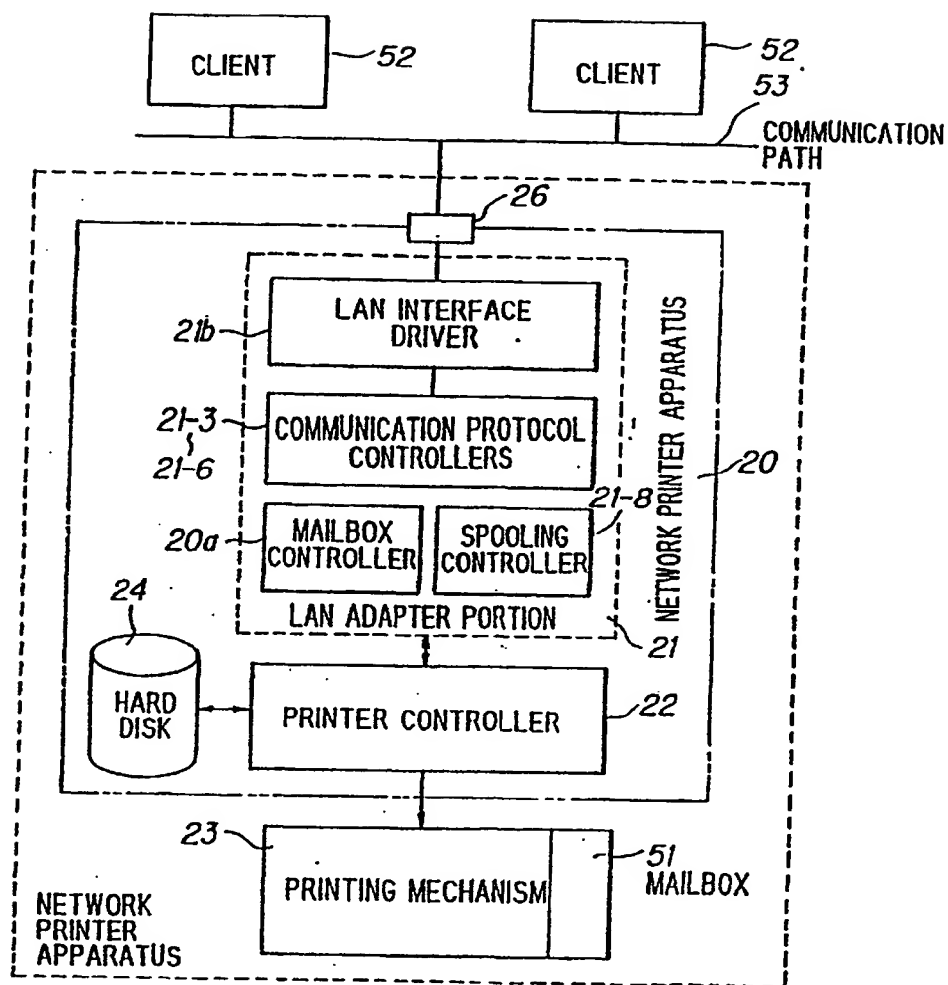 CLIENT
52
CLIENT
52
53
COMMUNICATION
PATH
26
LAN INTERFACE
DRIVER
21b
21-3
21-6
COMMUNICATION PROTOCOL
CONTROLLERS
NETWORK PRINTER APPARATUS
20
21-8
20a
MAILBOX
CONTROLLER
SPOOLING
CONTROLLER
LAN ADAPTER PORTION
21
24
HARD
DISK
PRINTER CONTROLLER
22
23
PRINTING MECHANISM
51
MAILBOX
NETWORK
PRINTER
APPARATUS